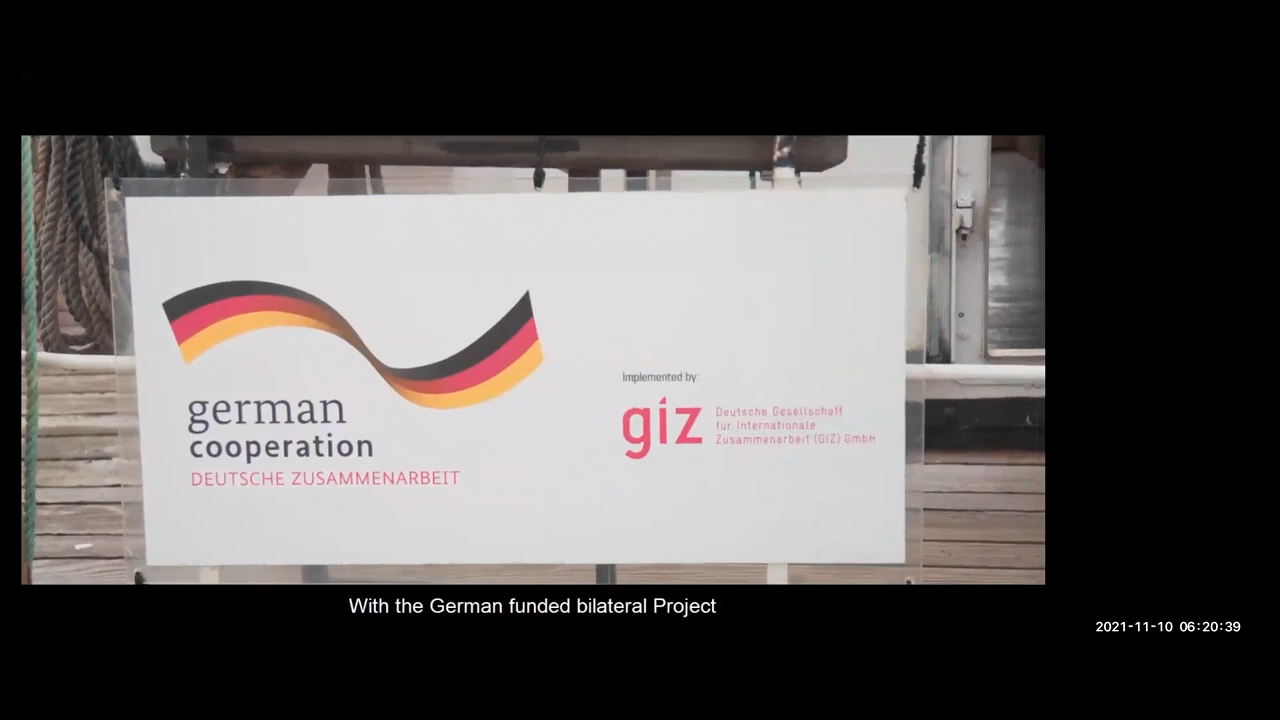 german
cooperation
DEUTSCHE ZUSAMMENARBEIT
Implemented by:
giz
Deutsche Gesellschaft
für Internationale
Zusammenarbeit (GIZ) GmbH
With the German funded bilateral Project
2021-11-10 06:20:39